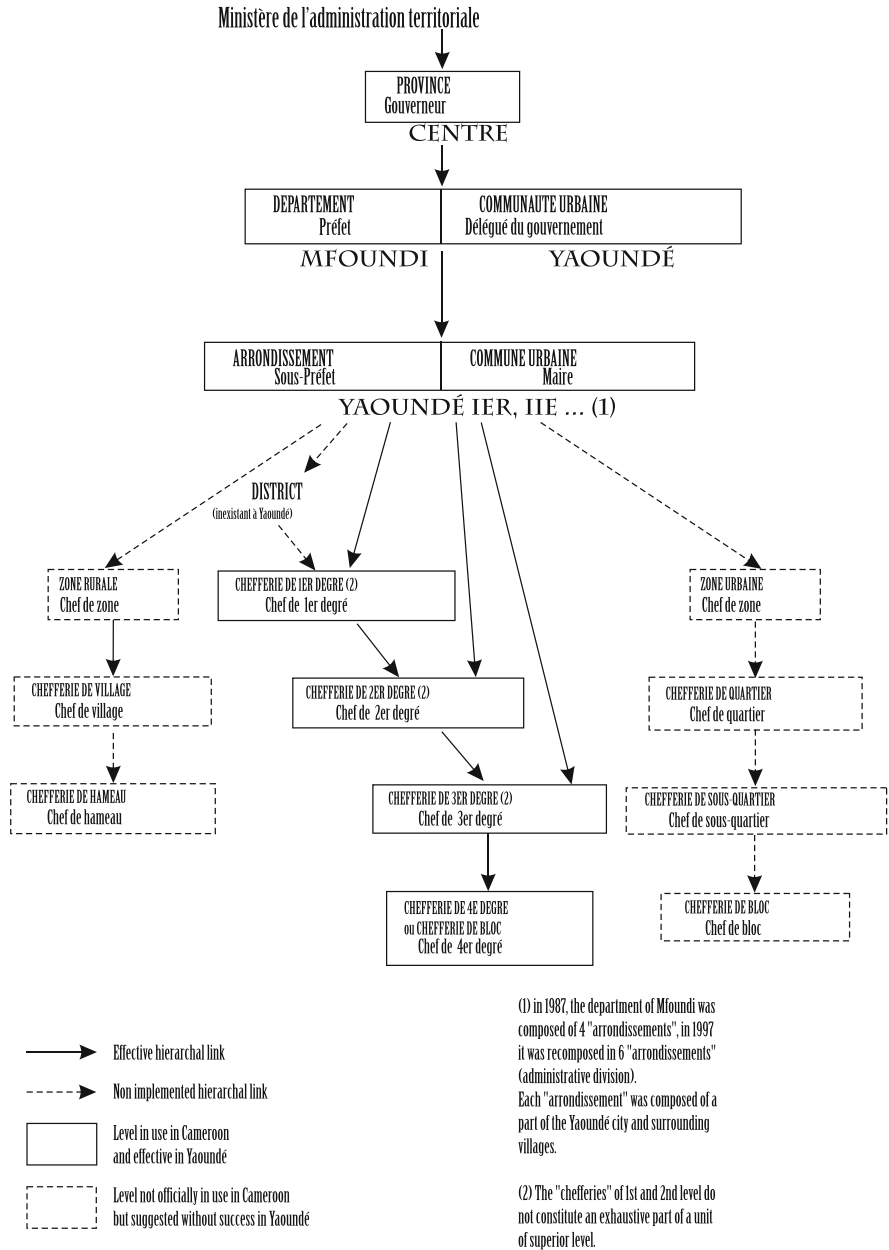 Ministère de l'administration territoriale
PROVINCE
Gouverneur
CENTRE
DEPARTEMENT
Préfet
COMMUNAUTE URBAINE
Délégué du gouvernement
MFOUNDI
YAOUNDÉ
ARRONDISSEMENT
Sous-Préfet
COMMUNE URBAINE
Maire
YAOUNDÉ IER, IIE ... (1)
DISTRICT
(inexistant à Yaoundé)
ZONE RURALE
Chef de zone
CHEFFERIE DE 1ER DEGRE (2)
Chef de 1er degré
ZONE URBAINE
Chef de zone
CHEFFERIE DE VILLAGE
Chef de village
CHEFFERIE DE 2ER DEGRE (2)
Chef de 2er degré
CHEFFERIE DE QUARTIER
Chef de quartier
CHEFFERIE DE HAMEAU
Chef de hameau
CHEFFERIE DE 3ER DEGRE (2)
Chef de 3er degré
CHEFFERIE DE SOUS-QUARTIER
Chef de sous-quartier
CHEFFERIE DE 4E DEGRE
ou CHEFFERIE DE BLOC
Chef de 4er degré
CHEFFERIE DE BLOC
Chef de bloc
Effective hierarchal link
Non implemented hierarchal link
Level in use in Cameroon
and effective in Yaoundé
Level not officially in use in Cameroon
but suggested without success in Yaoundé
(1) in 1987, the department of Mfoundi was
composed of 4 "arrondissements", in 1997
it was recomposed in 6 "arrondissements"
(administrative division).
Each "arrondissement" was composed of a
part of the Yaoundé city and surrounding
villages.
(2) The "chefferies" of 1st and 2nd level do
not constitute an exhaustive part of a unit
of superior level.